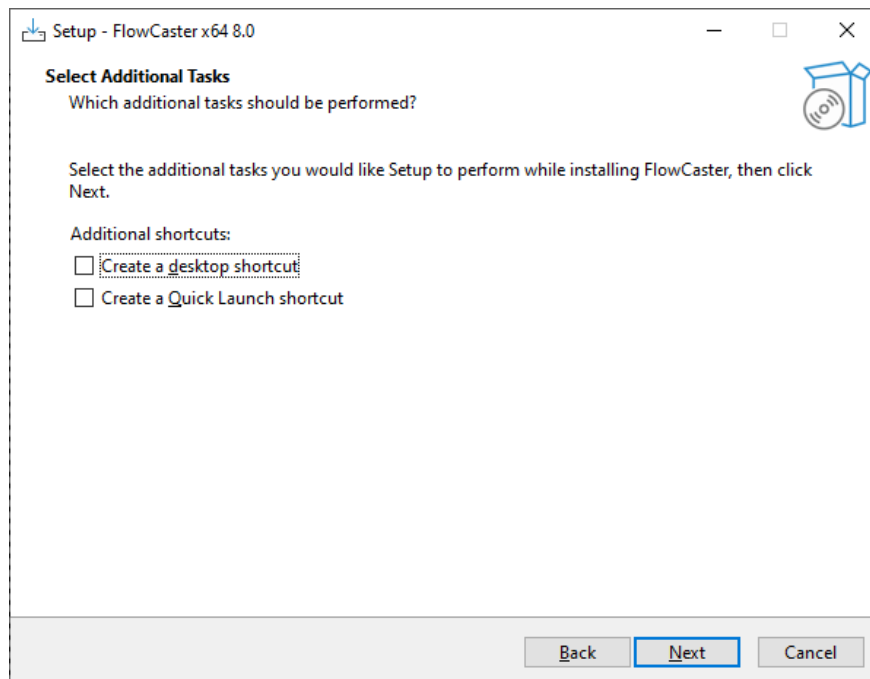 Setup - FlowCaster x64 8.0
Select Additional Tasks
Which additional tasks should be performed?
Select the additional tasks you would like Setup to perform while installing FlowCaster, then click
Next.
Additional shortcuts:
Create a desktop shortcut
Create a Quick Launch shortcut
Back Next Cancel